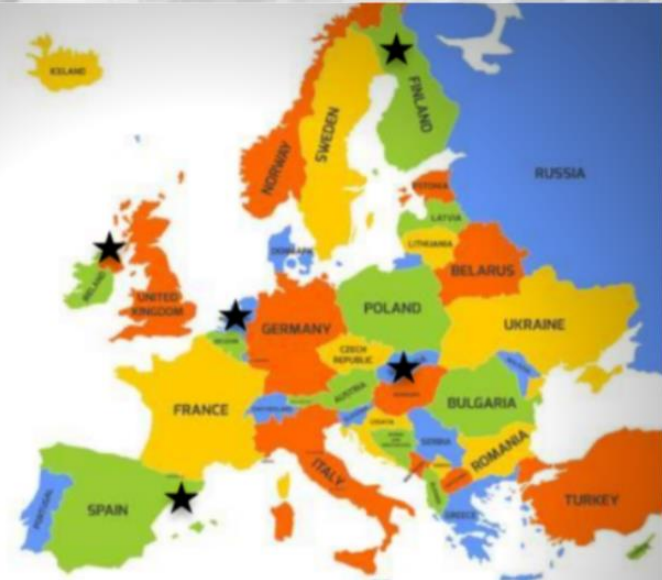 ICELAND
FINLAND
SWEDEN
NORWAY
RUSSIA
ESTONIA
LATVIA
LITHUANIA
DENMARK
BELARUS
IRELAND
UNITED
KINGDOM
POLAND
GERMANY
UKRAINE
CZECH
REPUBLIC
AUSTRIA
FRANCE
BULGARIA
SERBIA
ROMANIA
ITALY
SPAIN
PORTUGAL
GREECE
TURKEY